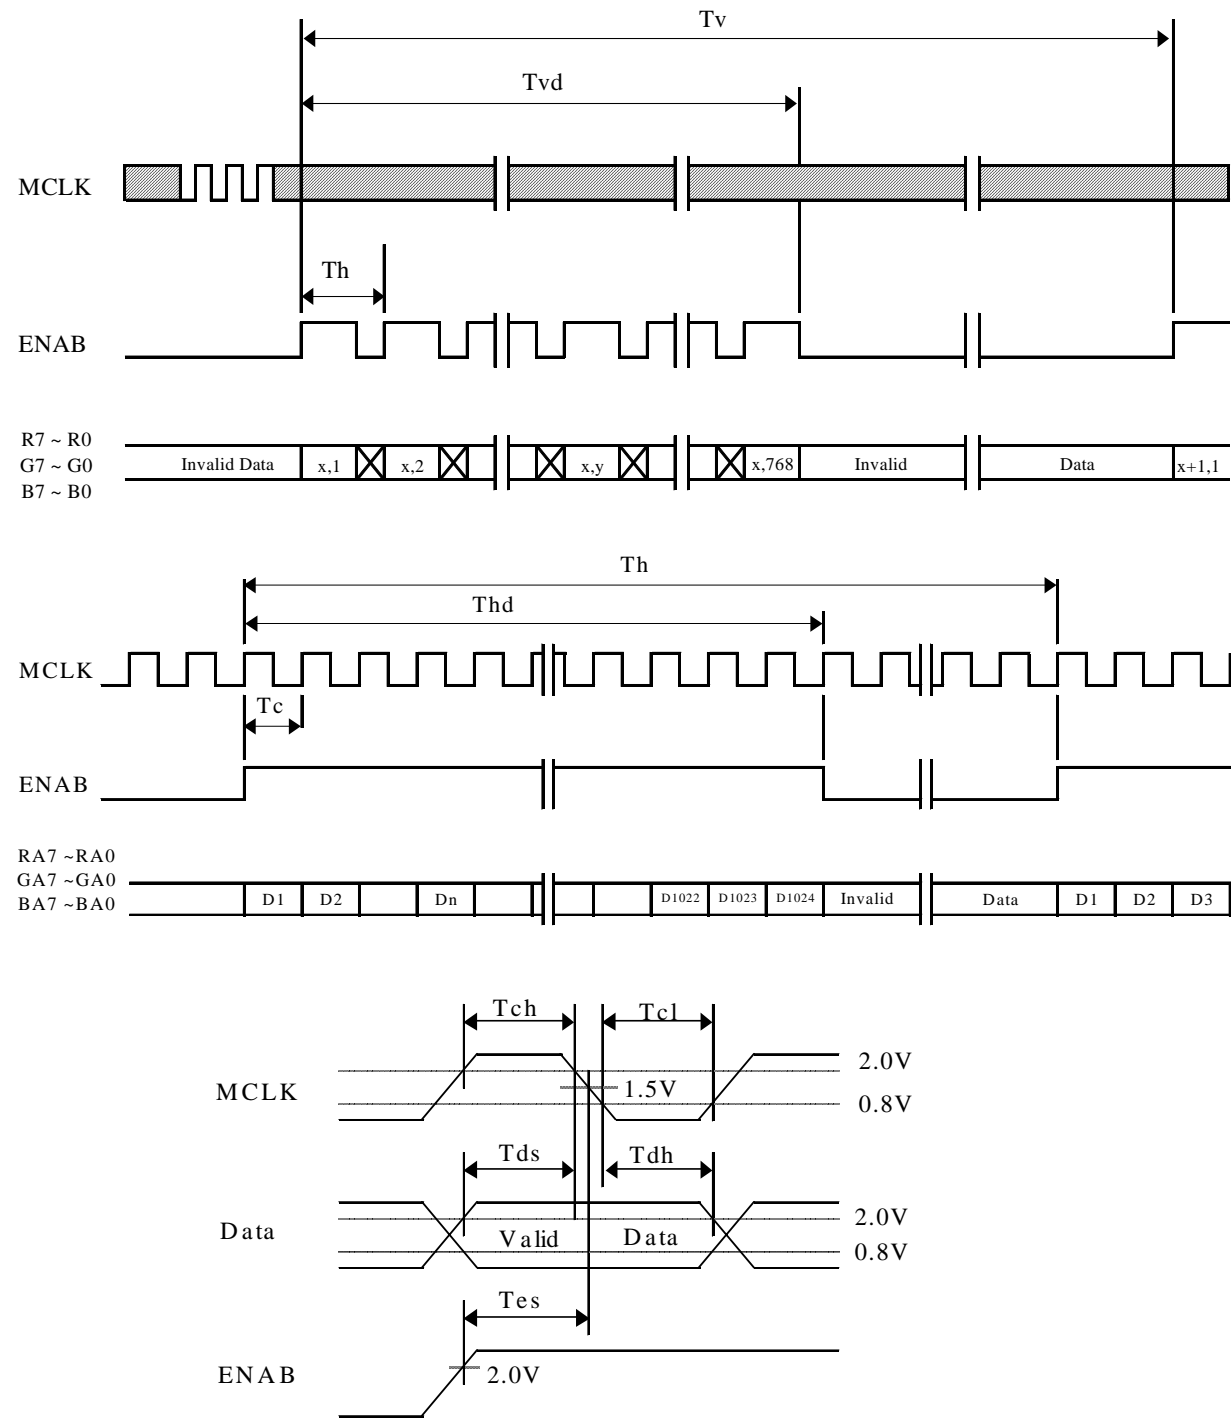 Tv
Tvd
MCLK
Th
ENAB
R7 ~ R0
G7 ~ G0
B7 ~ B0
Invalid Data x,1 x,2 x,y x,768 Invalid Data x+1,1
Th
Thd
MCLK
Tc
ENAB
RA7 ~RA0
GA7 ~GA0
BA7 ~BA0
D1 D2 Dn D1022 D1023 D1024 Invalid Data D1 D2 D3
Tch Tcl
MCLK
2.0V
1.5V
0.8V
Tds Tdh
Data
Valid Data
2.0V
0.8V
Tes
ENAB
2.0V